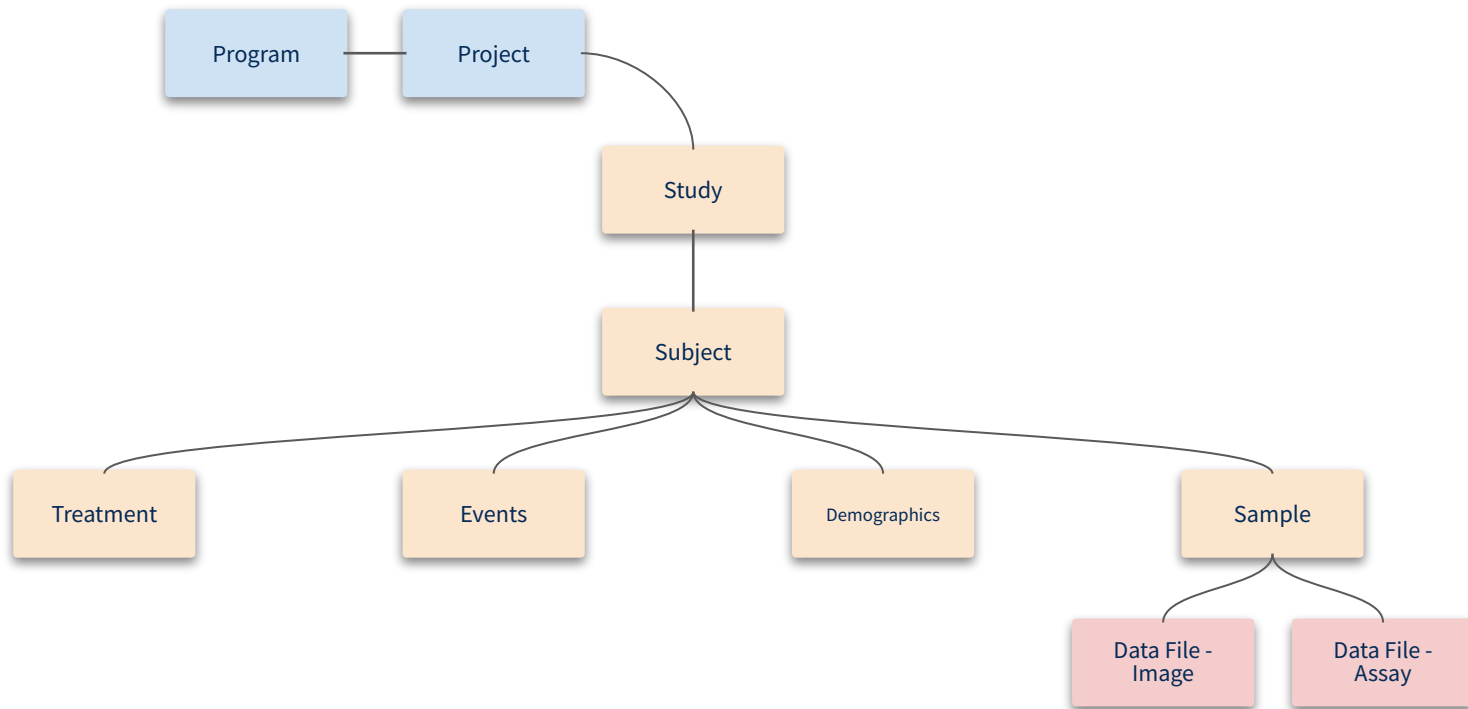 Program
Project
Study
Subject
Treatment
Events
Demographics
Sample
Data File -
Image
Data File -
Assay